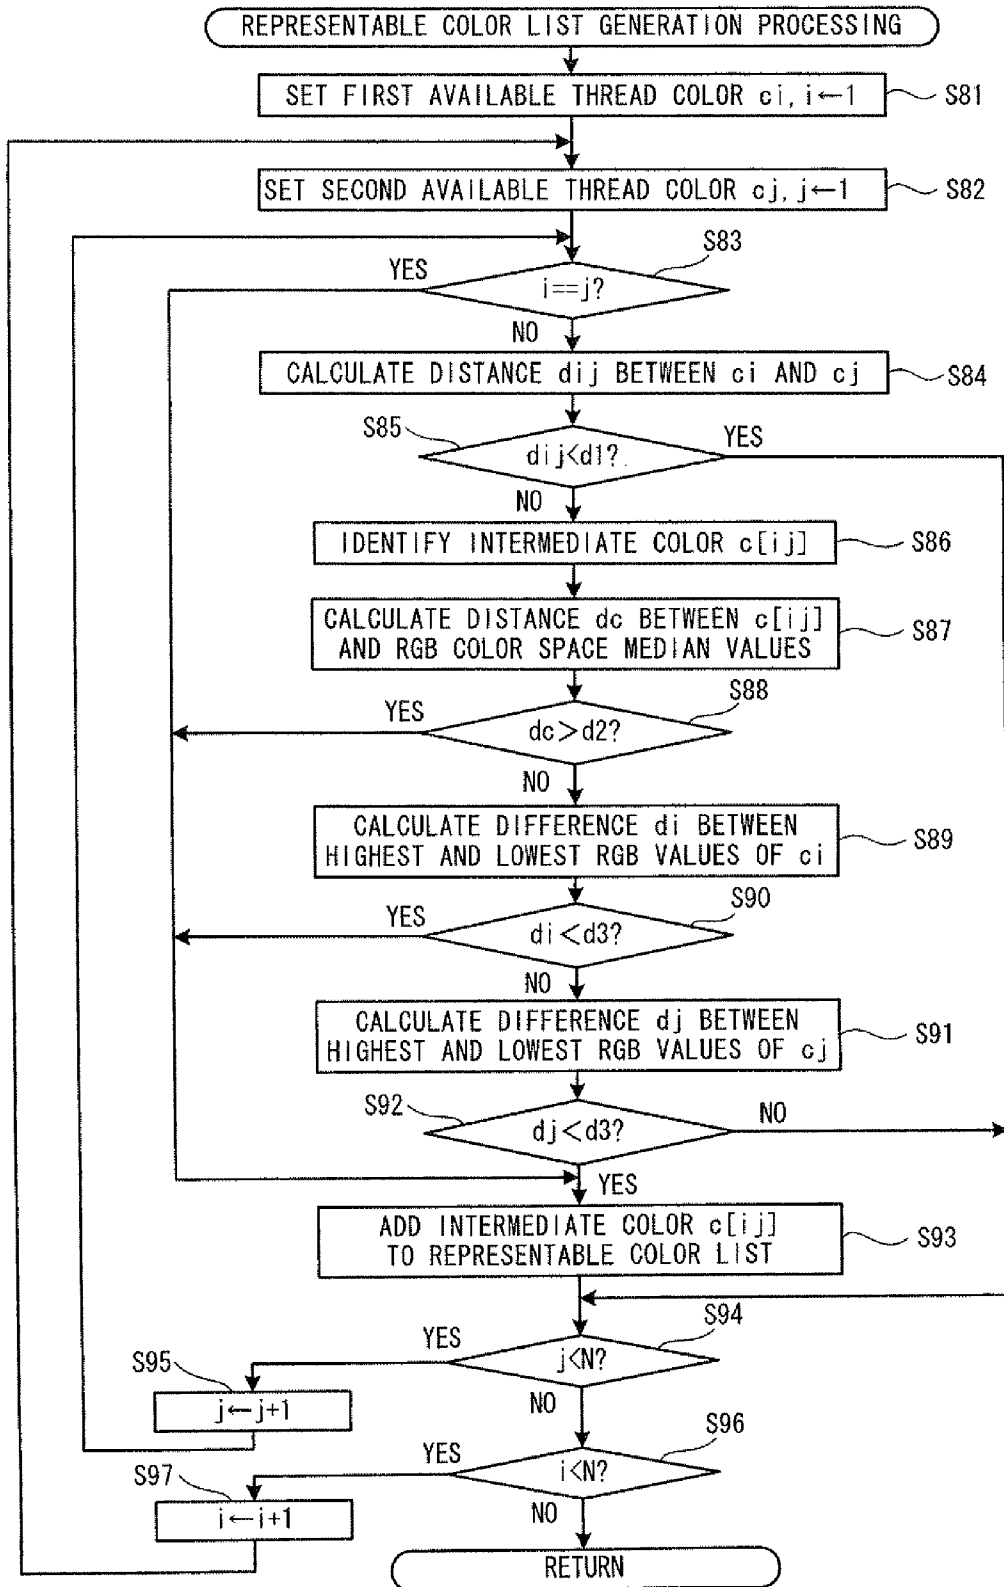 REPRESENTABLE COLOR LIST GENERATION PROCESSING
SET FIRST AVAILABLE THREAD COLOR ci, i←1
S81
SET SECOND AVAILABLE THREAD COLOR cj, j←1
S82
S83
YES
i==j?
NO
CALCULATE DISTANCE dij BETWEEN ci AND cj
S84
S85
YES
dij<d1?
NO
IDENTIFY INTERMEDIATE COLOR c[ij]
S86
CALCULATE DISTANCE dc BETWEEN c[ij]
AND RGB COLOR SPACE MEDIAN VALUES
S87
S88
YES
dc>d2?
NO
CALCULATE DIFFERENCE di BETWEEN
HIGHEST AND LOWEST RGB VALUES OF ci
S89
S90
YES
di<d3?
NO
CALCULATE DIFFERENCE dj BETWEEN
HIGHEST AND LOWEST RGB VALUES OF cj
S91
S92
NO
dj<d3?
YES
ADD INTERMEDIATE COLOR c[ij]
TO REPRESENTABLE COLOR LIST
S93
S94
YES
j<N?
S95
j←j+1
NO
S96
YES
i<N?
S97
i←i+1
NO
RETURN